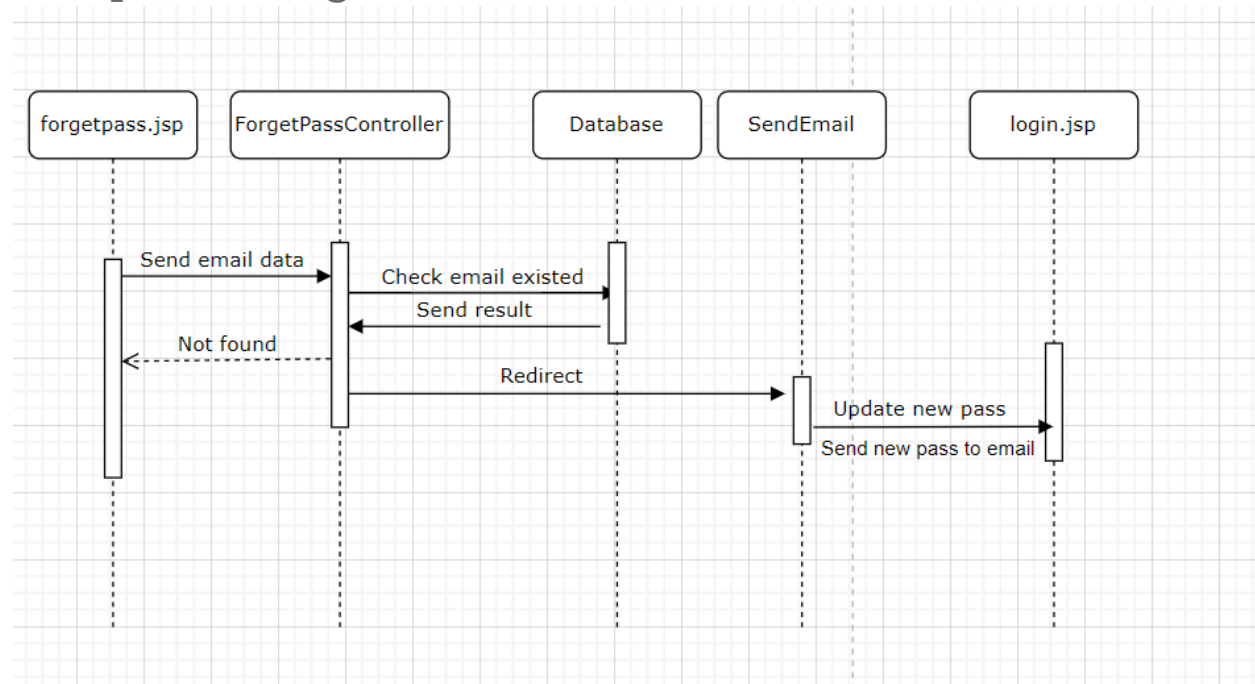 forgetpass.jsp
ForgetPassController
Database
SendEmail
login.jsp
Send email data
Check email existed
Send result
Not found
Redirect
Update new pass
Send new pass to email